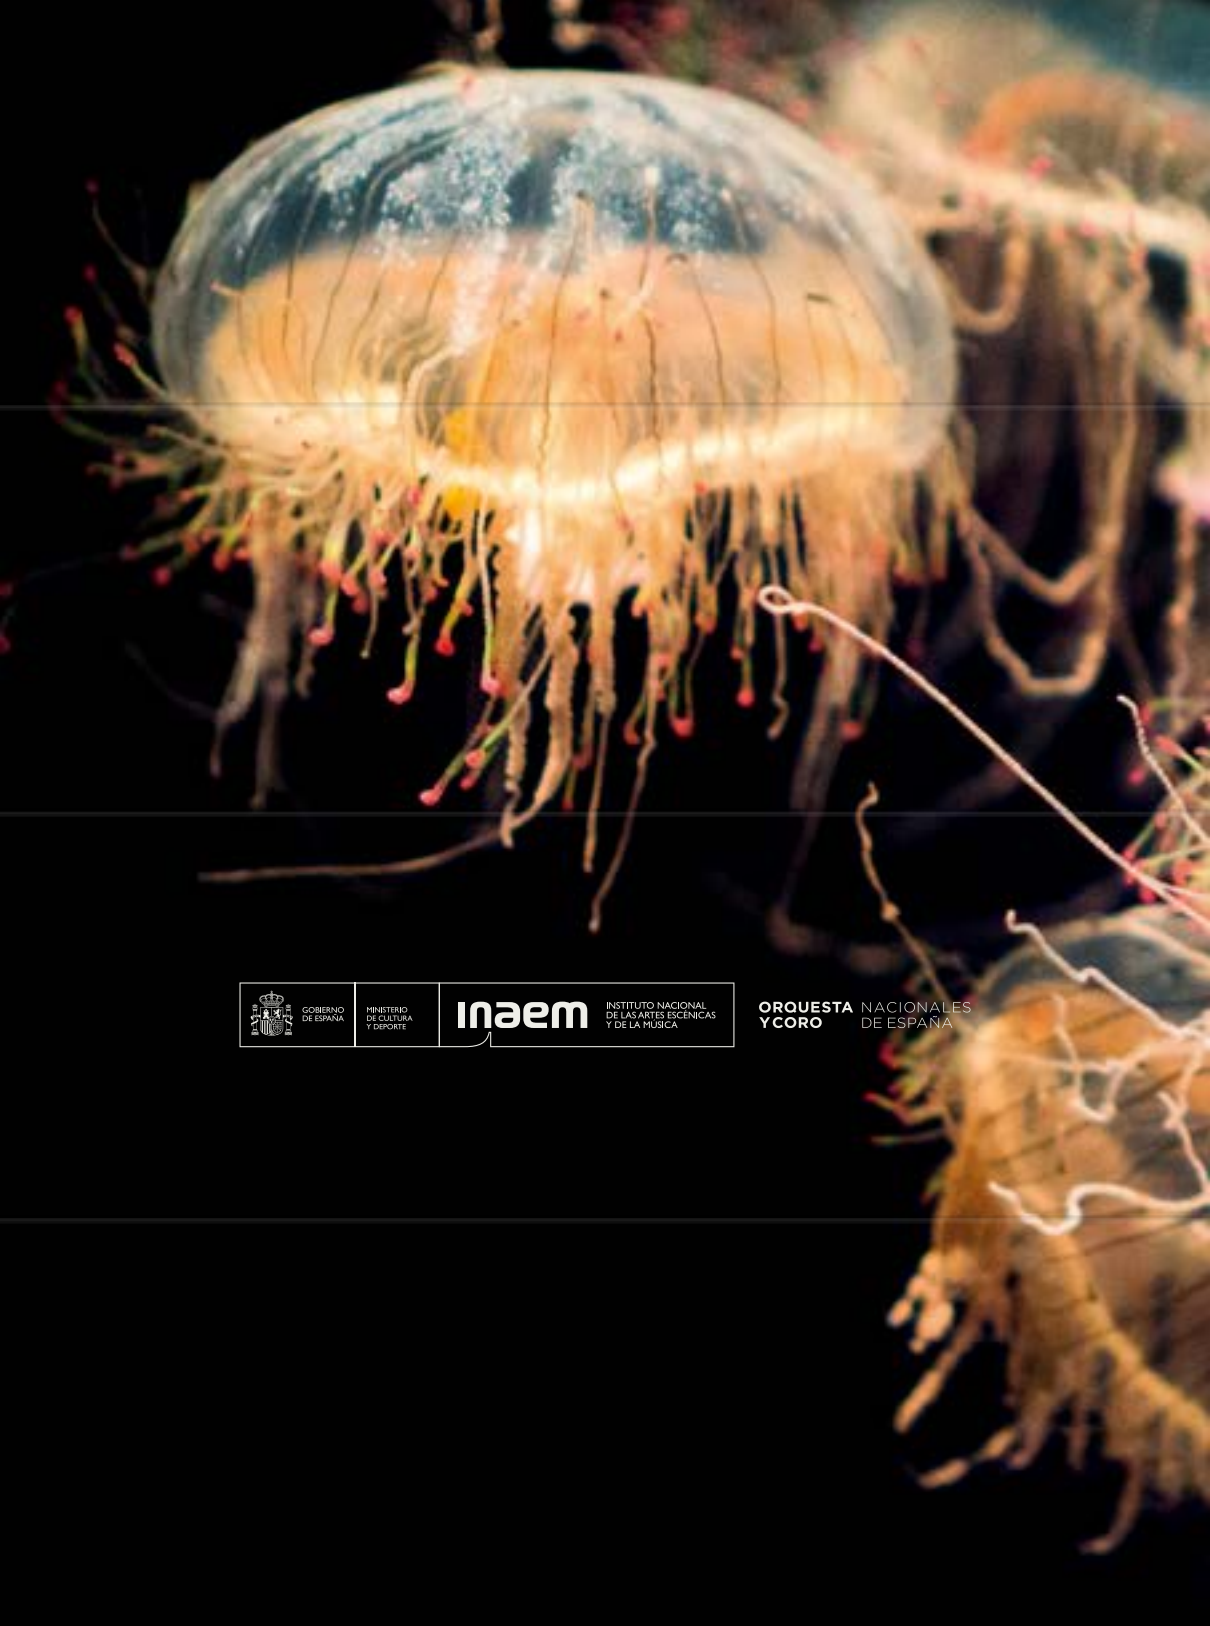 GOBIERNO
DE ESPAÑA
MINISTERIO
DE CULTURA
Y DEPORTE
inaem
INSTITUTO NACIONAL
DE LAS ARTES ESCÉNICAS
Y DE LA MÚSICA
ORQUESTA NACIONALES
Y CORO DE ESPAÑA